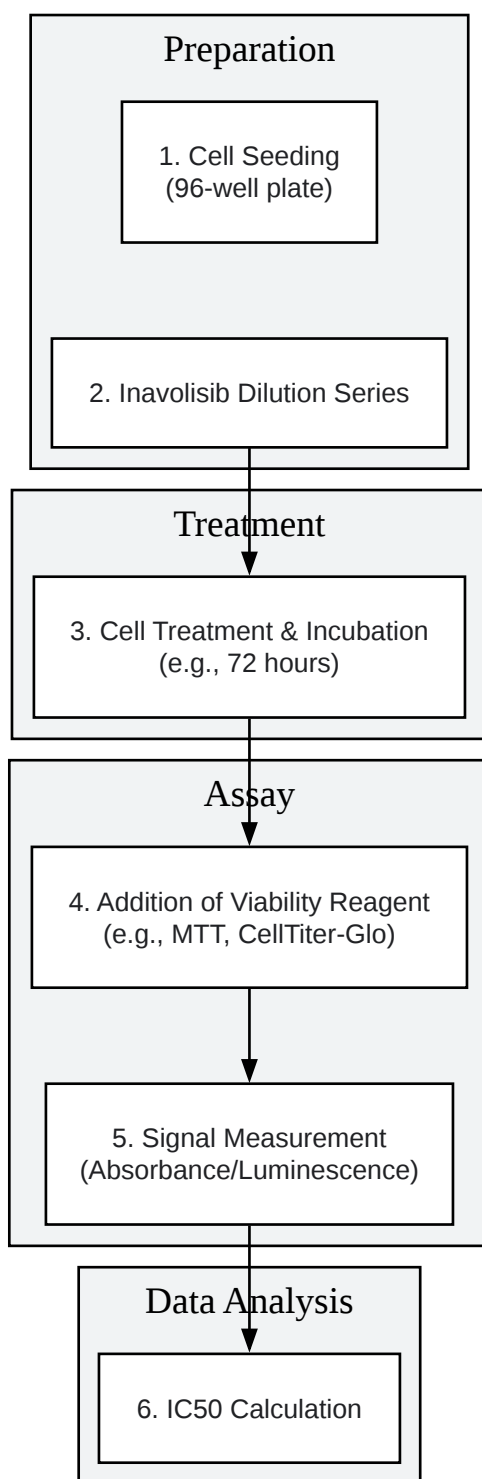 Preparation
1. Cell Seeding
(96-well plate)
2. Inavolisib Dilution Series
Treatment
3. Cell Treatment & Incubation
(e.g., 72 hours)
Assay
4. Addition of Viability Reagent
(e.g., MTT, CellTiter-Glo)
5. Signal Measurement
(Absorbance/Luminescence)
Data Analysis
6. IC50 Calculation